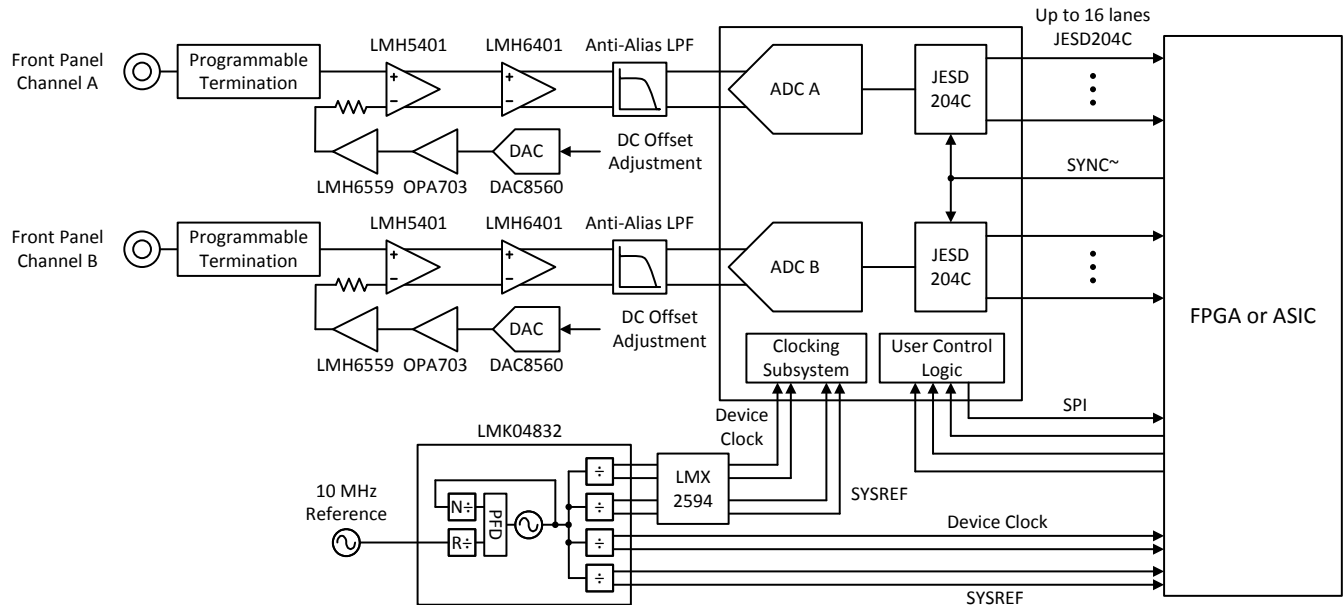 Up to 16 lanes
JESD204C
LMH5401
LMH6401
Anti-Alias LPF
Front Panel
Channel A
Programmable
Termination
+
−
+
−
ADC A
JESD
204C
DAC
DC Offset
Adjustment
LMH6559
OPA703
DAC8560
SYNC~
LMH5401
LMH6401
Anti-Alias LPF
Front Panel
Channel B
Programmable
Termination
+
−
+
−
ADC B
JESD
204C
DAC
DC Offset
Adjustment
LMH6559
OPA703
DAC8560
FPGA or ASIC
Clocking
Subsystem
User Control
Logic
SPI
Device
Clock
LMK04832
÷
LMX
2594
10 MHz
Reference
N÷
R÷
PFD
÷
SYSREF
÷
Device Clock
÷
SYSREF